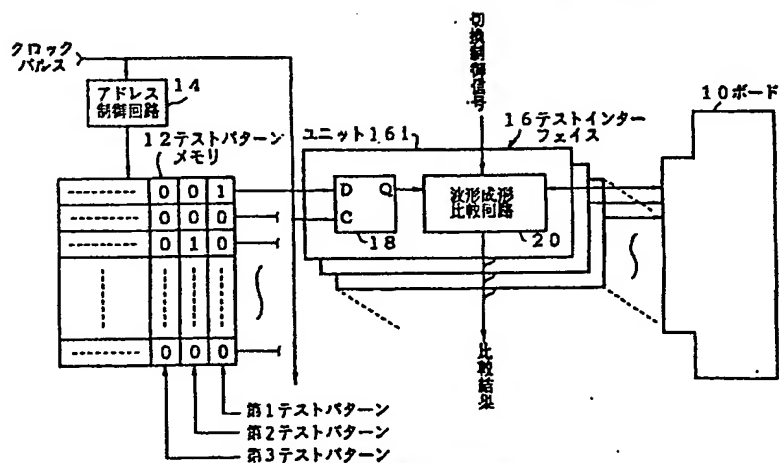 クロック
パルス
アドレス
制御回路
14
12テストパターン
メモリ
切換制御信号
ユニット161
16テストインター
フェイス
10ボード
0 0 1
0 0 0
0 1 0
0 0 0
D Q
C
18
波形成形
比較回路
20
比較結果
第1テストパターン
第2テストパターン
第3テストパターン